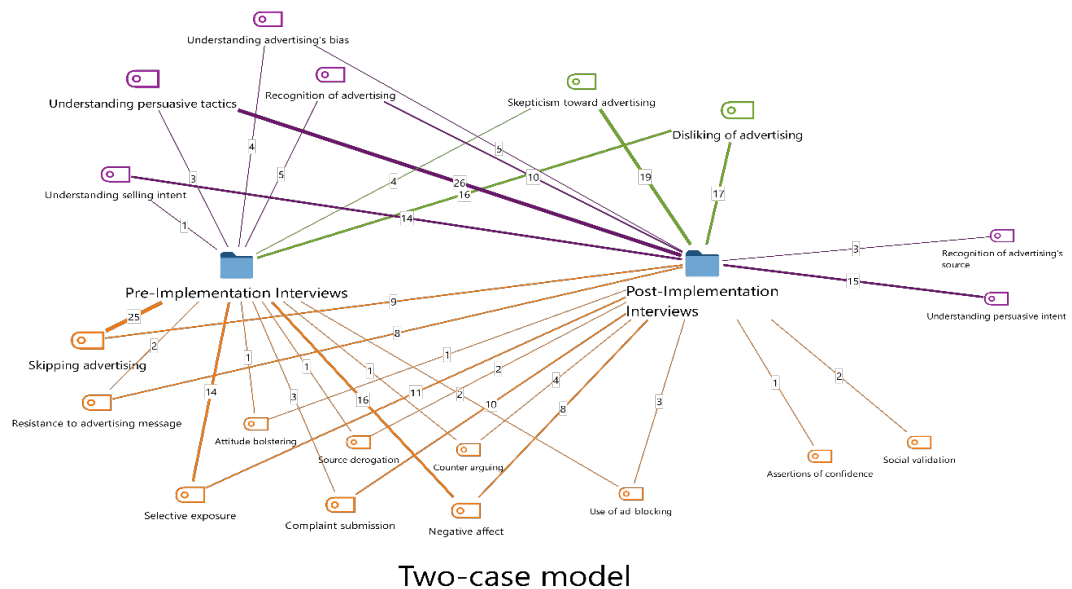 Understanding advertising's bias
Understanding persuasive tactics
Recognition of advertising
Skepticism toward advertising
Disliking of advertising
4
5
5
3
4
26
16
10
19
17
Understanding selling intent
1
14
3
Recognition of advertising's
source
15
Understanding persuasive intent
Pre-Implementation Interviews
Post-Implementation
Interviews
25
9
8
2
Skipping advertising
1
1
1
2
4
1
2
Resistance to advertising message
14
3
16
11
2
10
8
3
Attitude bolstering
Source derogation
Counter arguing
Assertions of confidence
Social validation
Selective exposure
Complaint submission
Negative affect
Use of ad-blocking
Two-case model